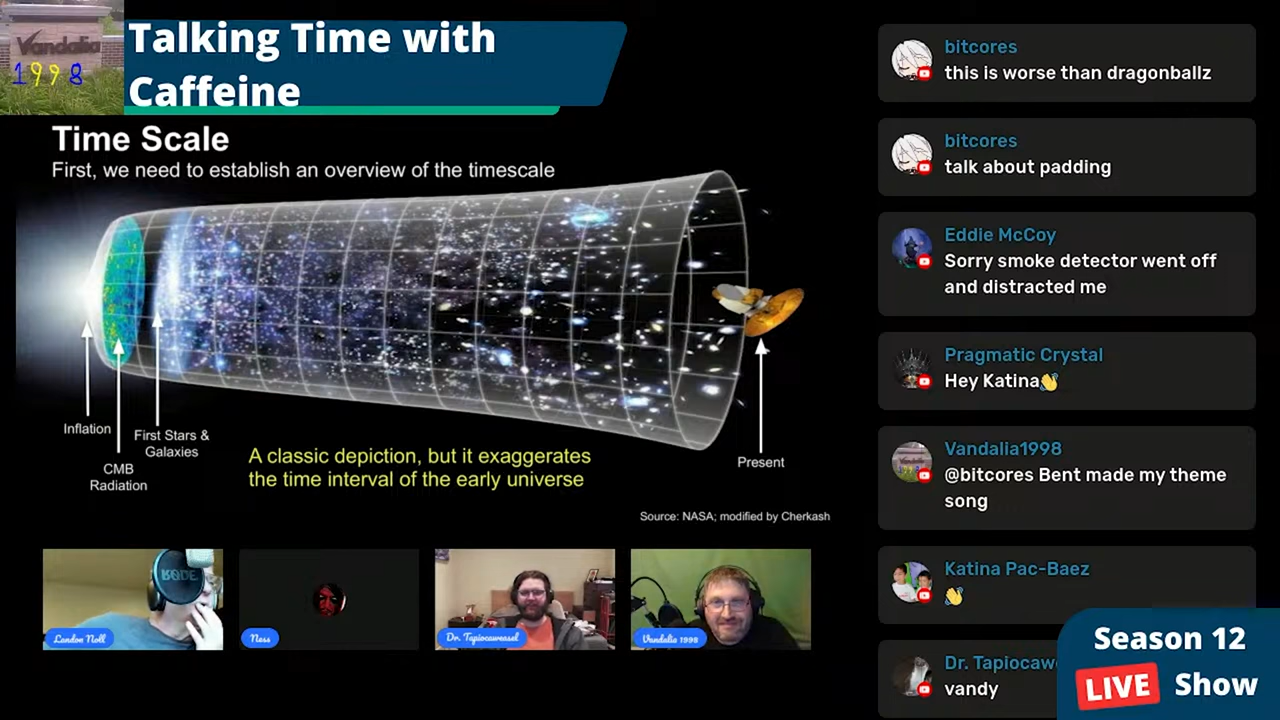 Vandalia
1998
Talking Time with
Caffeine
Time Scale
First, we need to establish an overview of the timescale
Inflation
CMB
Radiation
First Stars &
Galaxies
A classic depiction, but it exaggerates
the time interval of the early universe
Present
Source: NASA; modified by Cherkash
RODE
Landon Noll
Ness
Dr. Tapiocaweasel
Vandalia 1998
bitcores
this is worse than dragonballz
bitcores
talk about padding
Eddie McCoy
Sorry smoke detector went off
and distracted me
Pragmatic Crystal
Hey Katina👋
Vandalia1998
@bitcores Bent made my theme
song
Katina Pac-Baez
👋
Dr. Tapiocawe
vandy
Season 12
LIVE Show